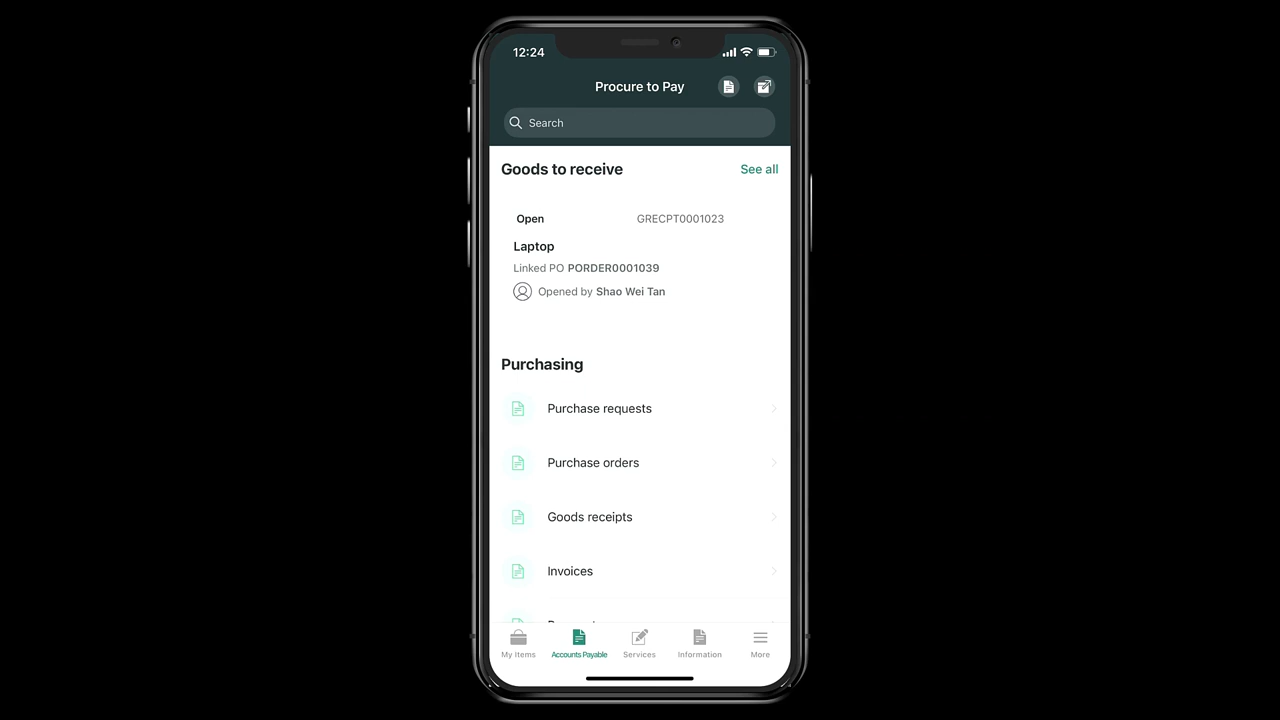 12:24
Procure to Pay
Search
Goods to receive
See all
Open
GRECPT0001023
Laptop
Linked PO PORDER0001039
Opened by Shao Wei Tan
Purchasing
Purchase requests
Purchase orders
Goods receipts
Invoices
My Items
Accounts Payable
Services
Information
More